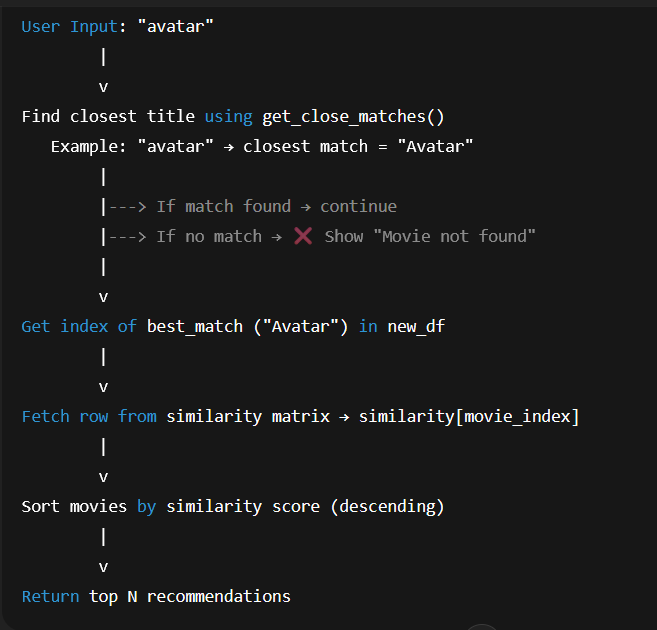 User Input: "avatar"
|
v
Find closest title using get_close_matches()
Example: "avatar" → closest match = "Avatar"
|
|---> If match found → continue
|---> If no match → ❌ Show "Movie not found"
|
v
Get index of best_match ("Avatar") in new_df
|
v
Fetch row from similarity matrix → similarity[movie_index]
|
v
Sort movies by similarity score (descending)
|
v
Return top N recommendations